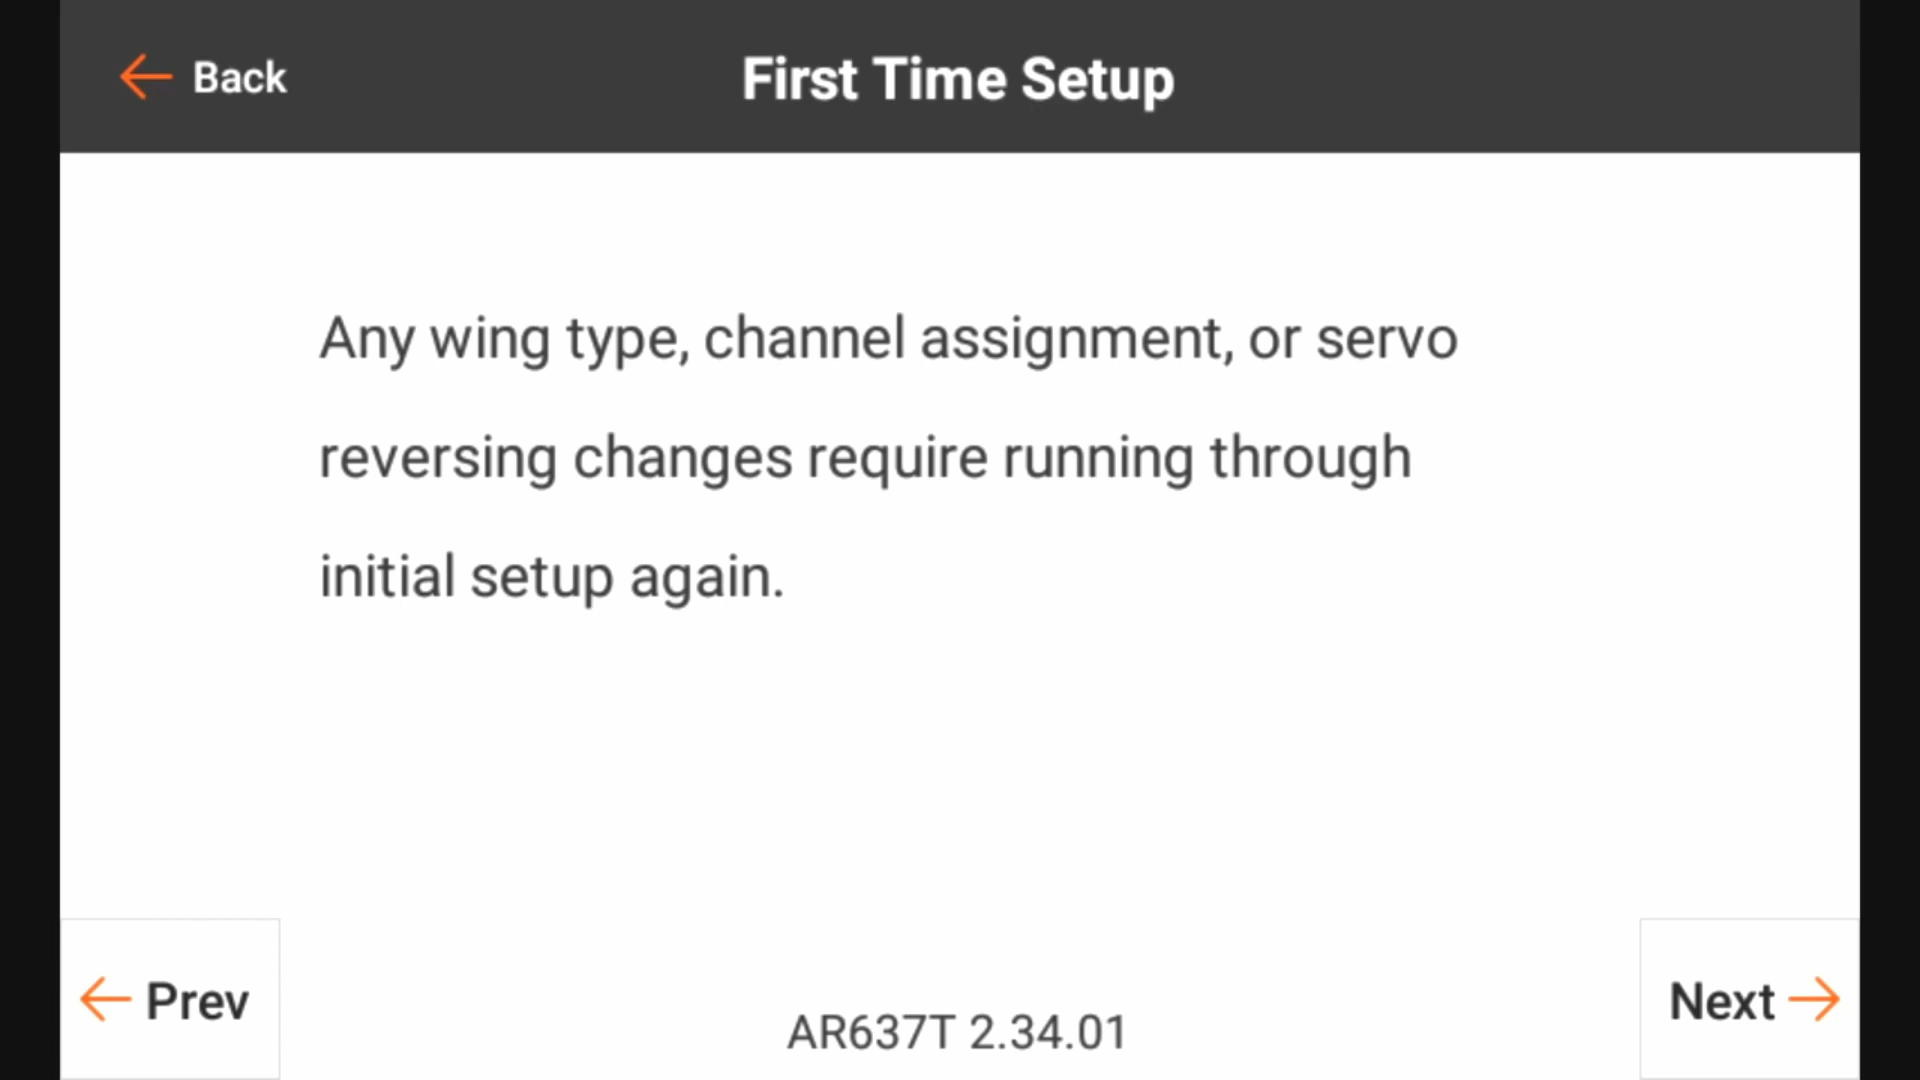 Back
First Time Setup
Any wing type, channel assignment, or servo
reversing changes require running through
initial setup again.
Prev
AR637T 2.34.01
Next